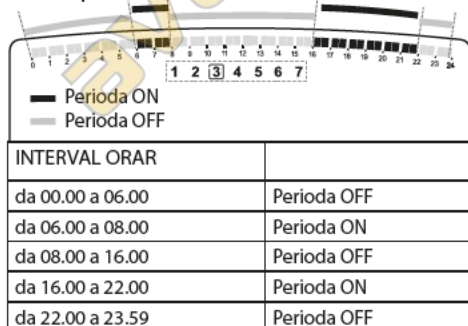 0 1 2 3 4 5 6 7 8 9 10 11 12 13 14 15 16 17 18 19 20 21 22 23 24
1 2 3 4 5 6 7
Perioda ON
Perioda OFF
INTERVAL ORAR
da 00.00 a 06.00 Perioda OFF
da 06.00 a 08.00 Perioda ON
da 08.00 a 16.00 Perioda OFF
da 16.00 a 22.00 Perioda ON
da 22.00 a 23.59 Perioda OFF